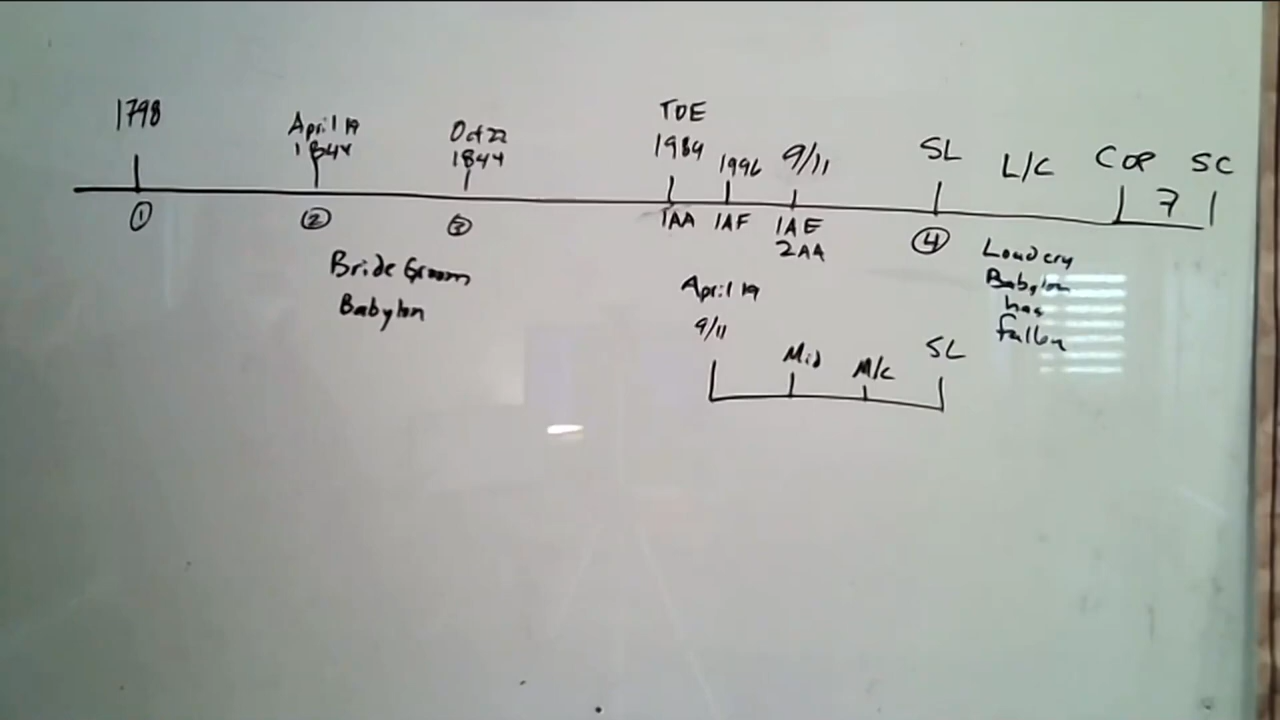 1798
April 19
1844
Oct 22
1844
TOE
1989
1996
9/11
SL
L/C
COP
SC
7
1
2
3
1AA
1AF
1AE
2AA
4
Bride Groom
Babylon
Loud cry
Babylon
has
fallen
April 19
9/11
Mid
M/C
SL